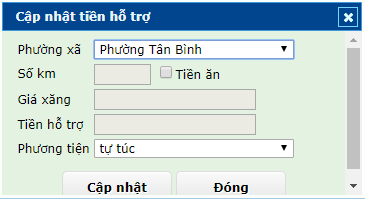 Cập nhật tiền hỗ trợ
Phường xã Phường Tân Bình
Số km Tiền ăn
Giá xăng
Tiền hỗ trợ
Phương tiện tự túc
Cập nhật Đóng